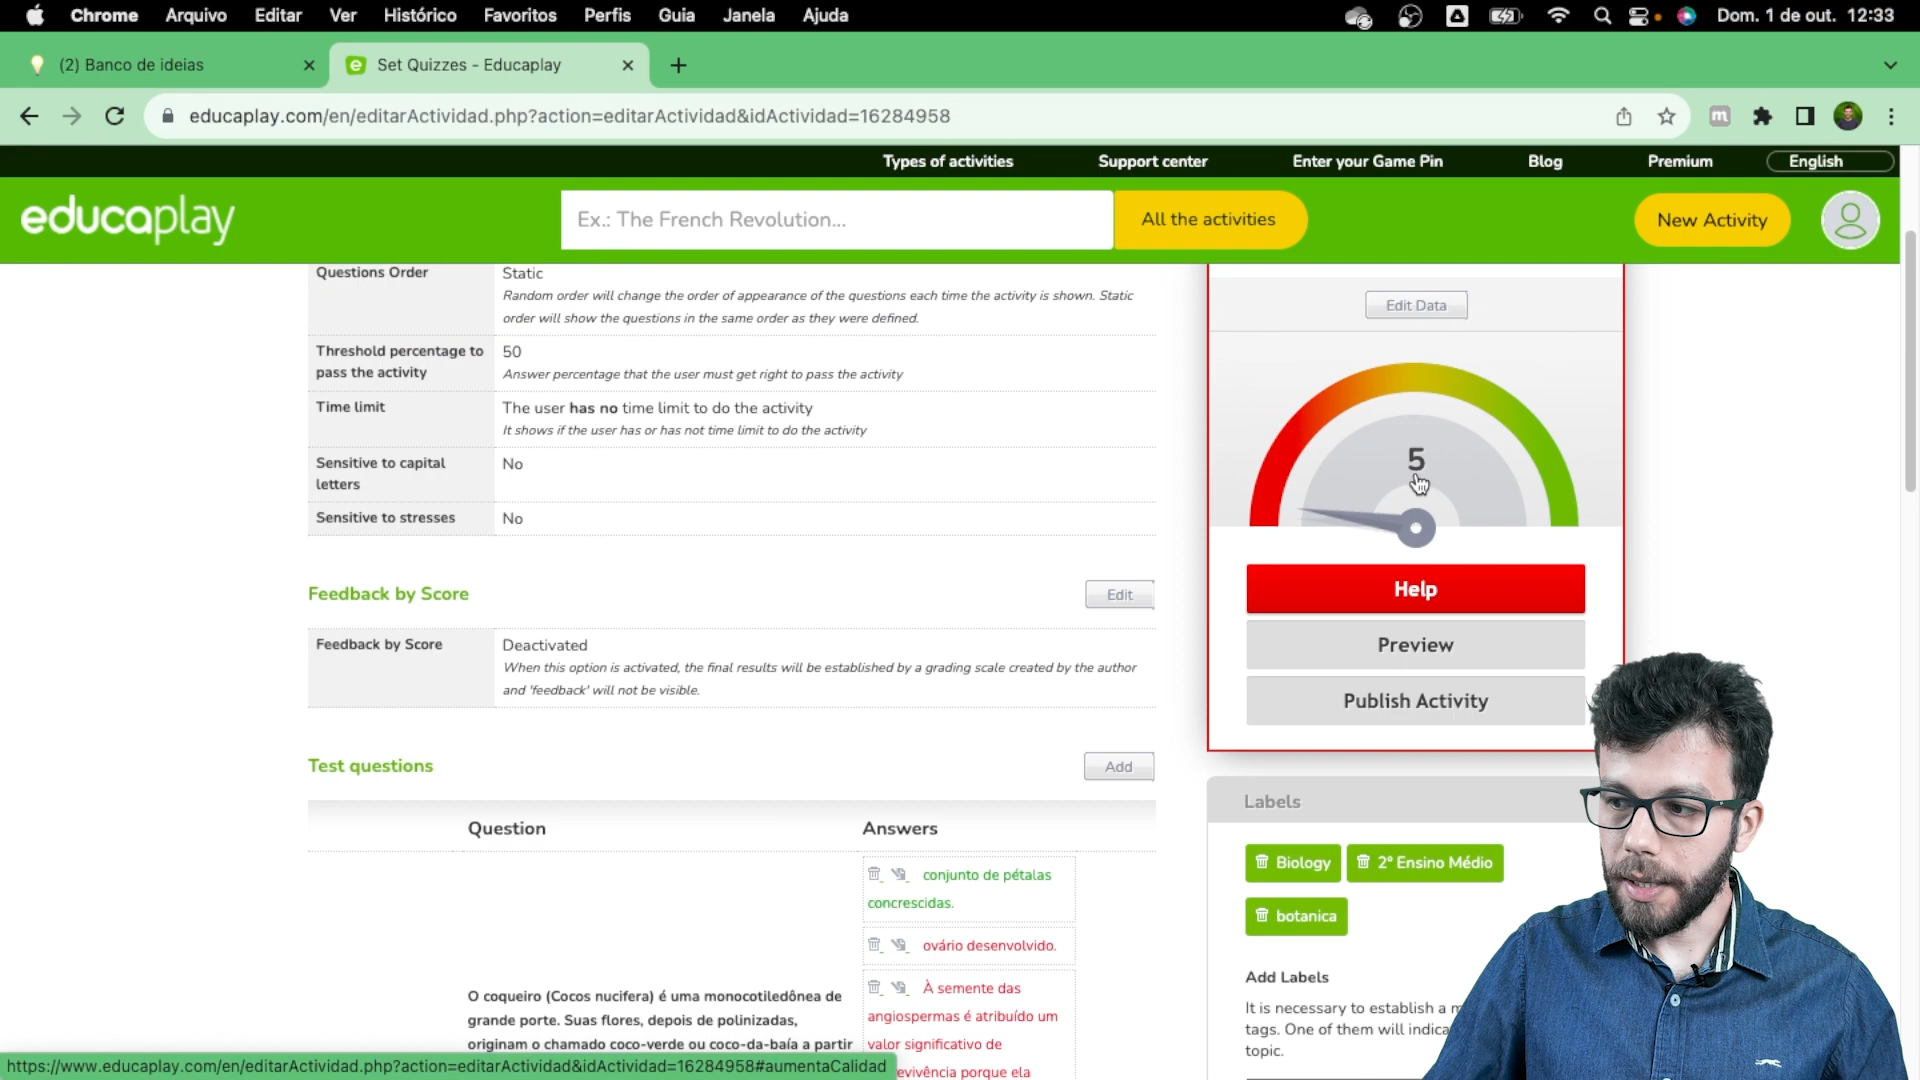 Chrome Arquivo Editar Ver Histórico Favoritos Perfis Guia Janela Ajuda Dom. 1 de out. 12:33
(2) Banco de ideias
Set Quizzes - Educaplay
educaplay.com/en/editarActividad.php?action=editarActividad&idActividad=16284958
Types of activities Support center Enter your Game Pin Blog Premium English
educaplay
Ex.: The French Revolution...
All the activities
New Activity
Questions Order
Static
Random order will change the order of appearance of the questions each time the activity is shown. Static
order will show the questions in the same order as they were defined.
Threshold percentage to
pass the activity
50
Answer percentage that the user must get right to pass the activity
Time limit
The user has no time limit to do the activity
It shows if the user has or has not time limit to do the activity
Sensitive to capital
letters
No
Sensitive to stresses
No
Feedback by Score
Edit
Feedback by Score
Deactivated
When this option is activated, the final results will be established by a grading scale created by the author
and 'feedback' will not be visible.
Test questions
Add
Question
Answers
conjunto de pétalas
concrescidas.
ovário desenvolvido.
À semente das
angiospermas é atribuído um
valor significativo de
evivência porque ela
O coqueiro (Cocos nucifera) é uma monocotiledônea de
grande porte. Suas flores, depois de polinizadas,
originam o chamado coco-verde ou coco-da-baía a partir
Edit Data
5
Help
Preview
Publish Activity
Labels
Biology
2º Ensino Médio
botanica
Add Labels
It is necessary to establish a
tags. One of them will indica
topic.
https://www.educaplay.com/en/editarActividad.php?action=editarActividad&idActividad=16284958#aumentaCalidad